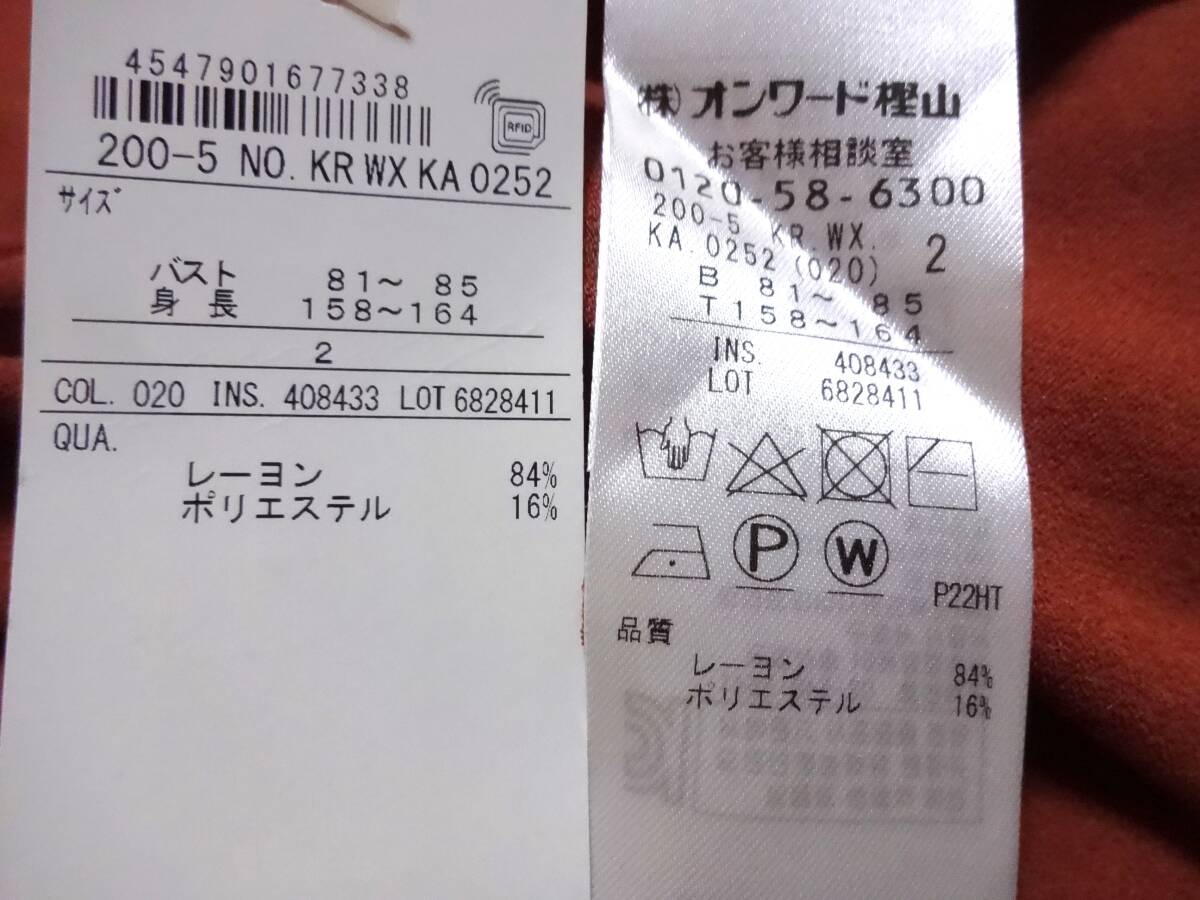 4547901677338
RFID
200-5 NO. KR WX KA 0252
サイズ
バスト 81～ 85
身長 158～164
2
COL. 020 INS. 408433 LOT 6828411
QUA.
レーヨン 84%
ポリエステル 16%
㈱オンワード樫山
お客様相談室
0120-58-6300
200-5 KR.WX.
KA.0252(020) 2
B 81～ 85
T 158～164
INS. 408433
LOT 6828411
P W
P22HT
品質
レーヨン 84%
ポリエステル 16%